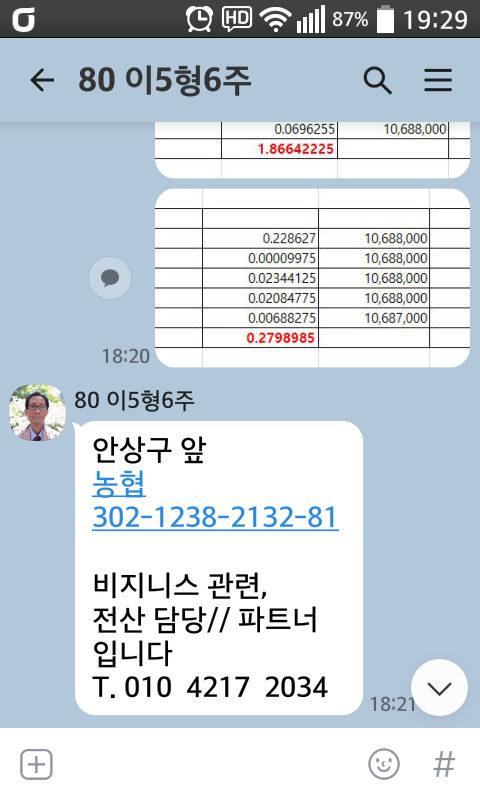 HD 87% 19:29
80 이5형6주
0.0696255 10,688,000
1.86642225
0.228627 10,688,000
0.00009975 10,688,000
0.02344125 10,688,000
0.02084775 10,688,000
0.00688275 10,687,000
0.2798985
18:20
80 이5형6주
안상구 앞
농협
302-1238-2132-81
비지니스 관련,
전산 담당// 파트너
입니다
T. 010 4217 2034
18:21
#